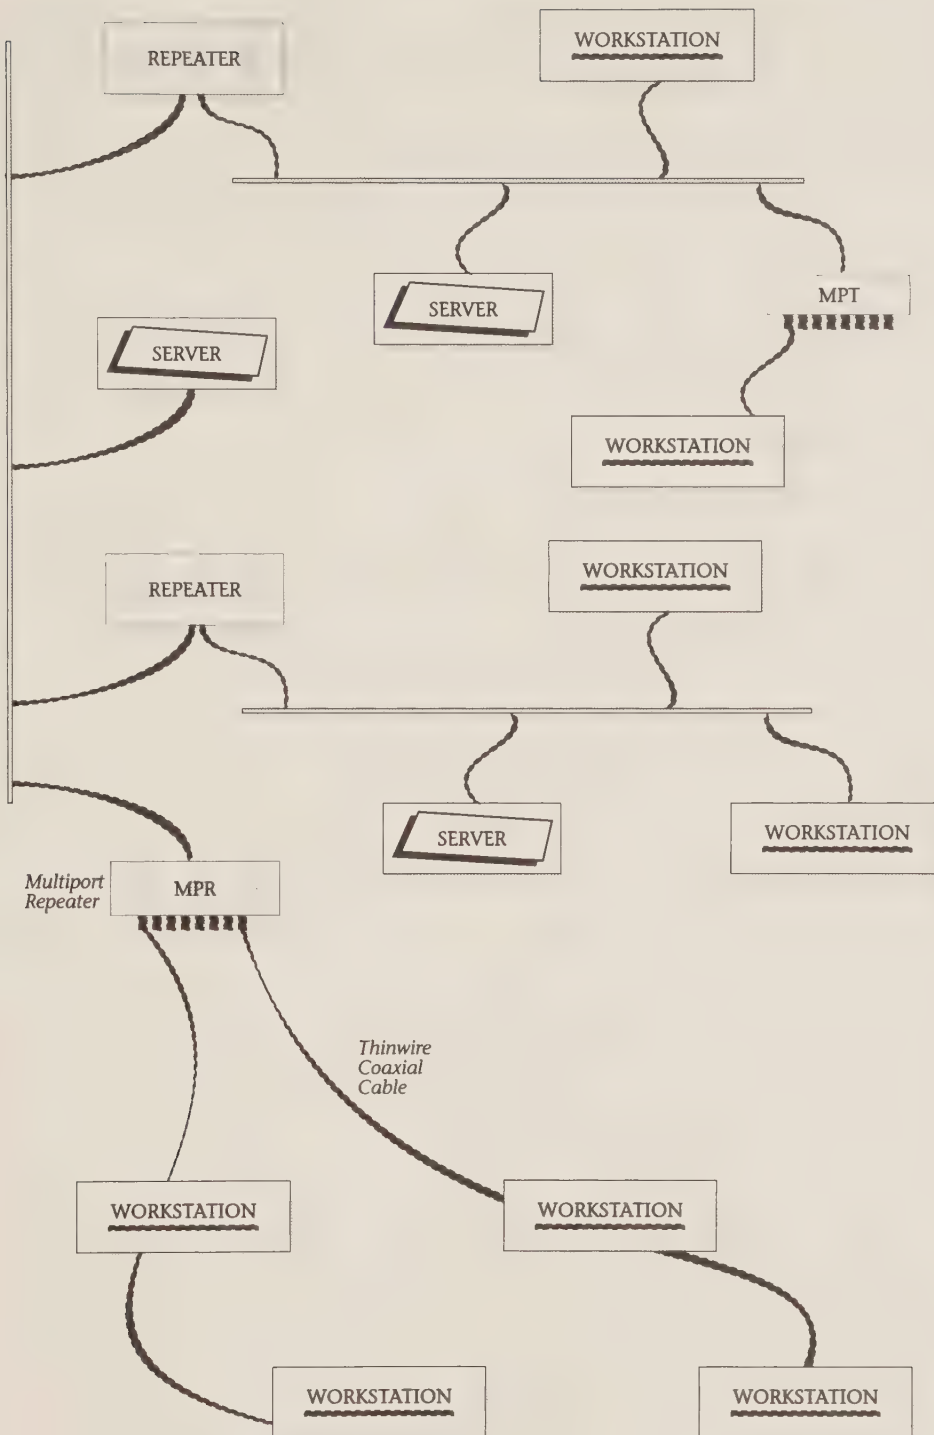 REPEATER
WORKSTATION
SERVER
MPT
SERVER
WORKSTATION
REPEATER
WORKSTATION
SERVER
WORKSTATION
Multiport
Repeater
MPR
Thinwire
Coaxial
Cable
WORKSTATION
WORKSTATION
WORKSTATION
WORKSTATION